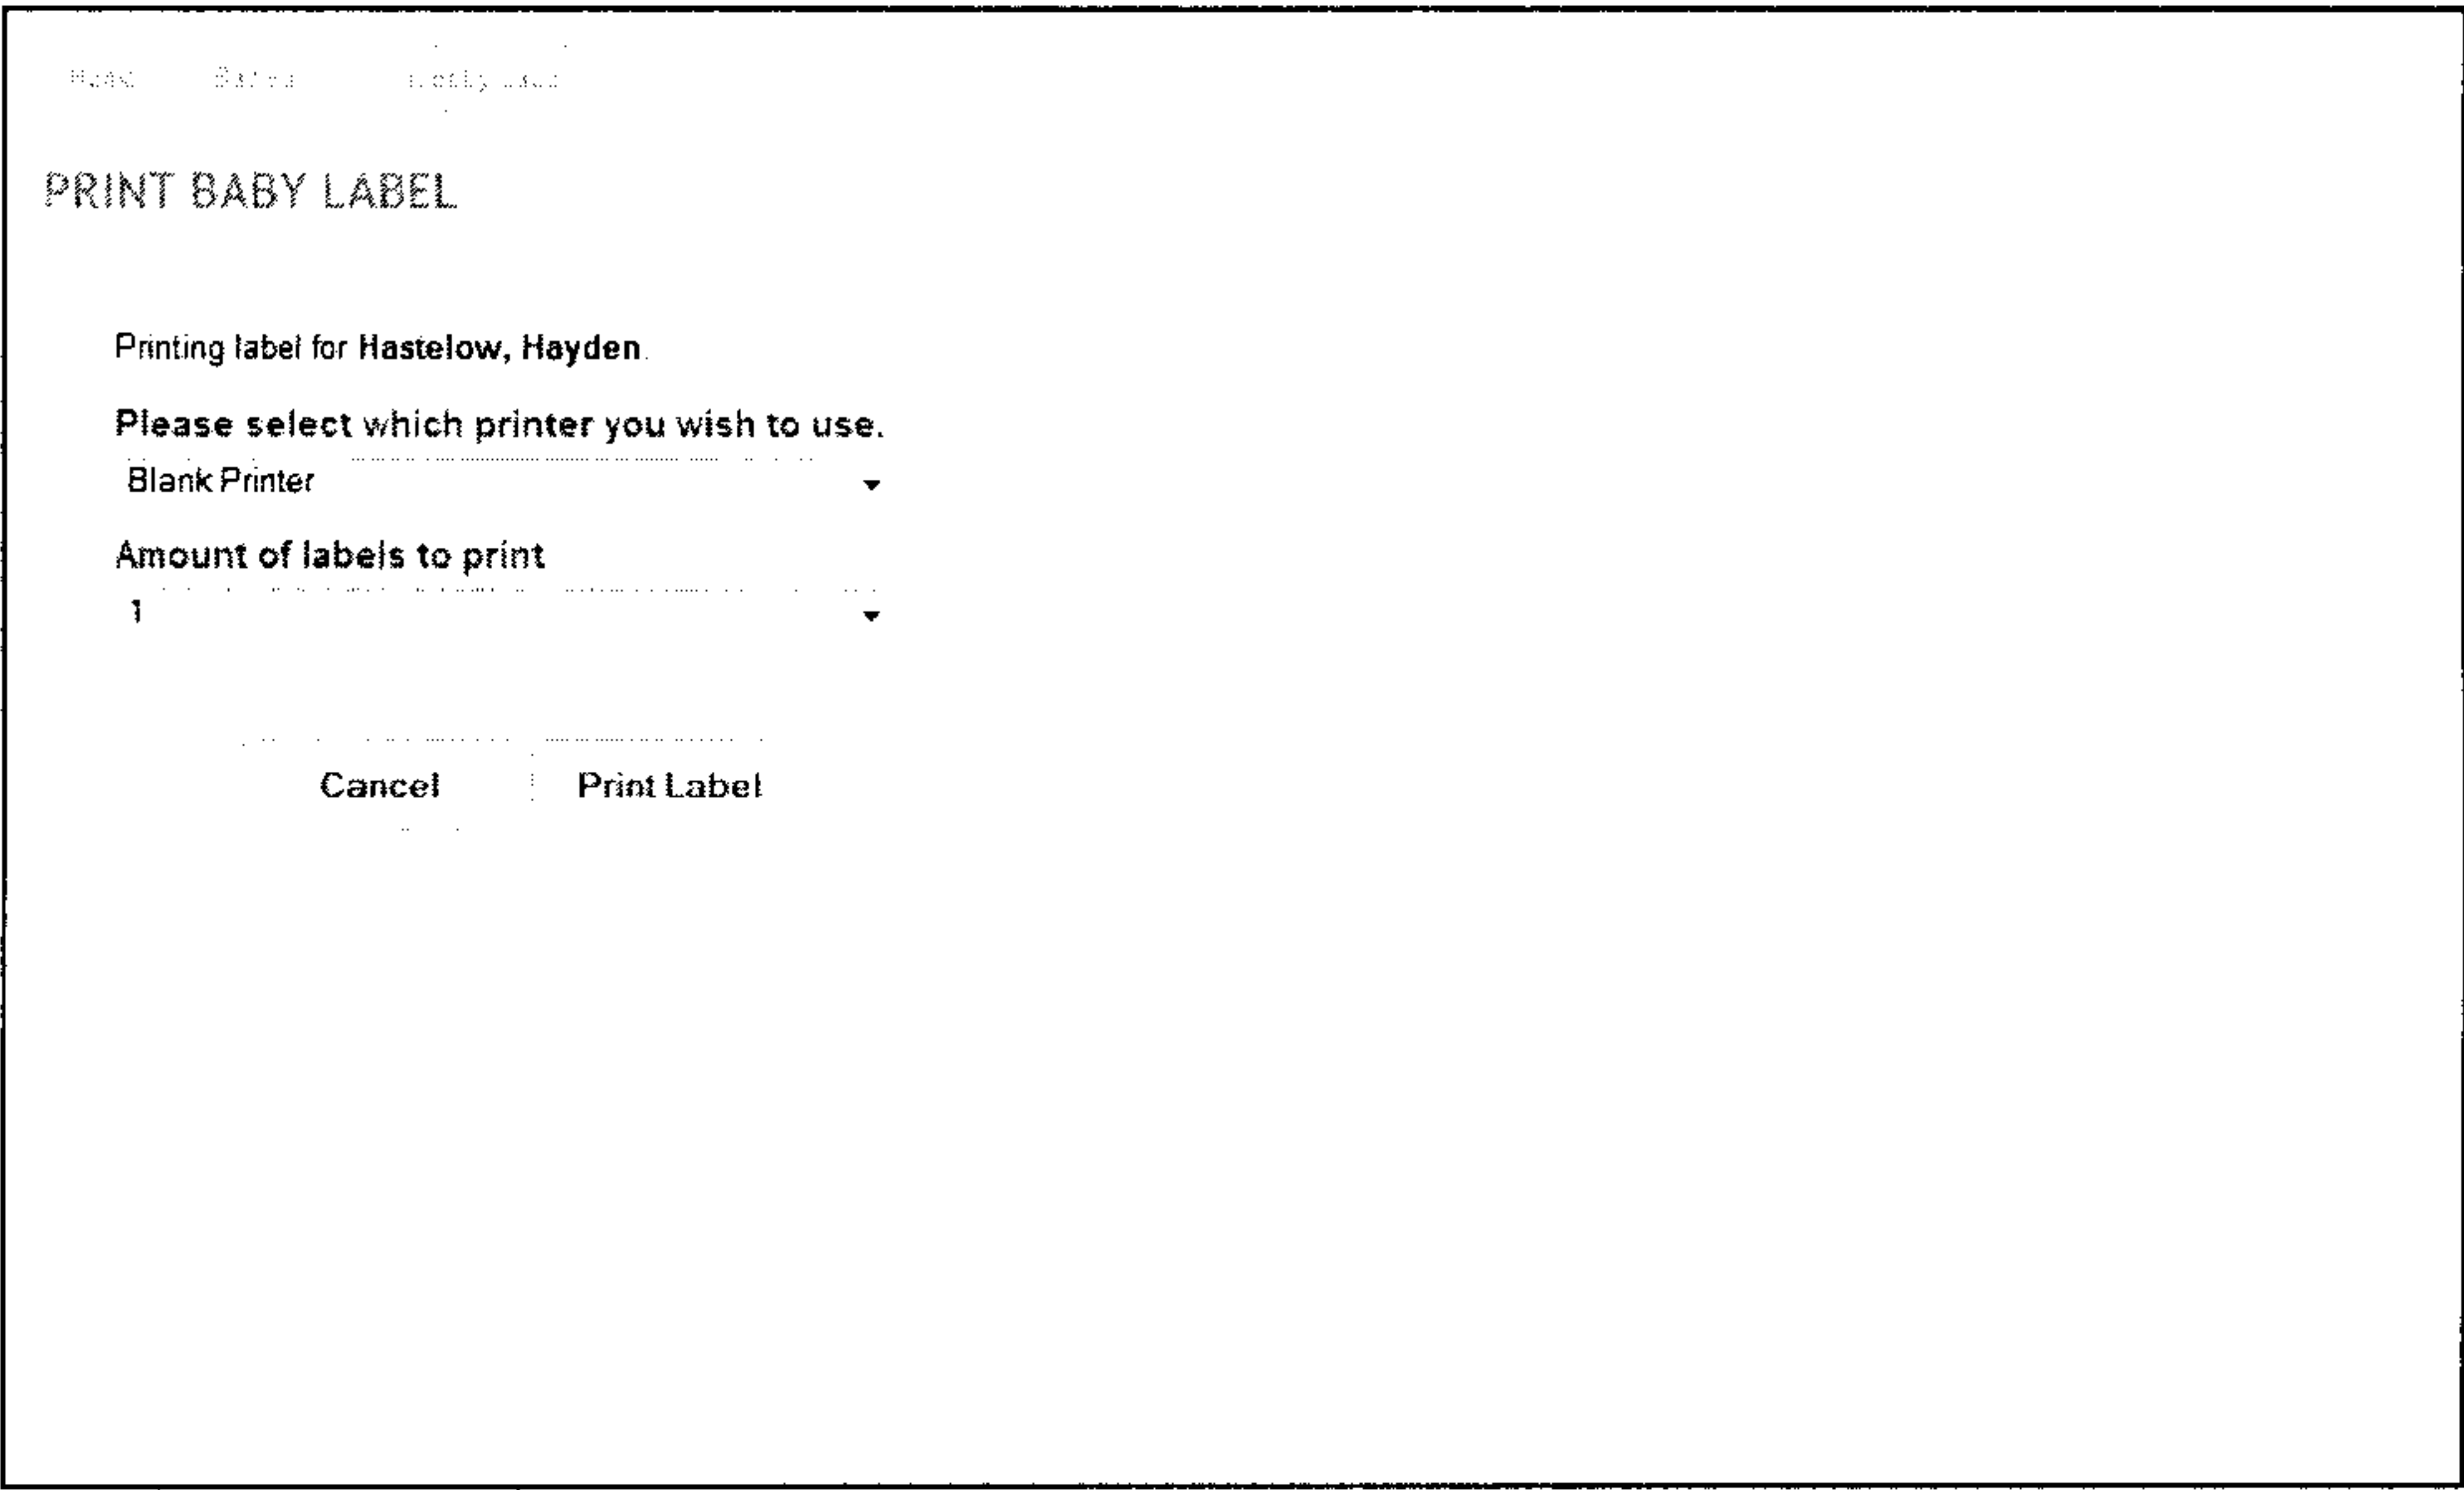 PRINT BABY LABEL
Printing label for Hastelow, Hayden.
Please select which printer you wish to use.
Blank Printer
Amount of labels to print
1
Cancel Print Label